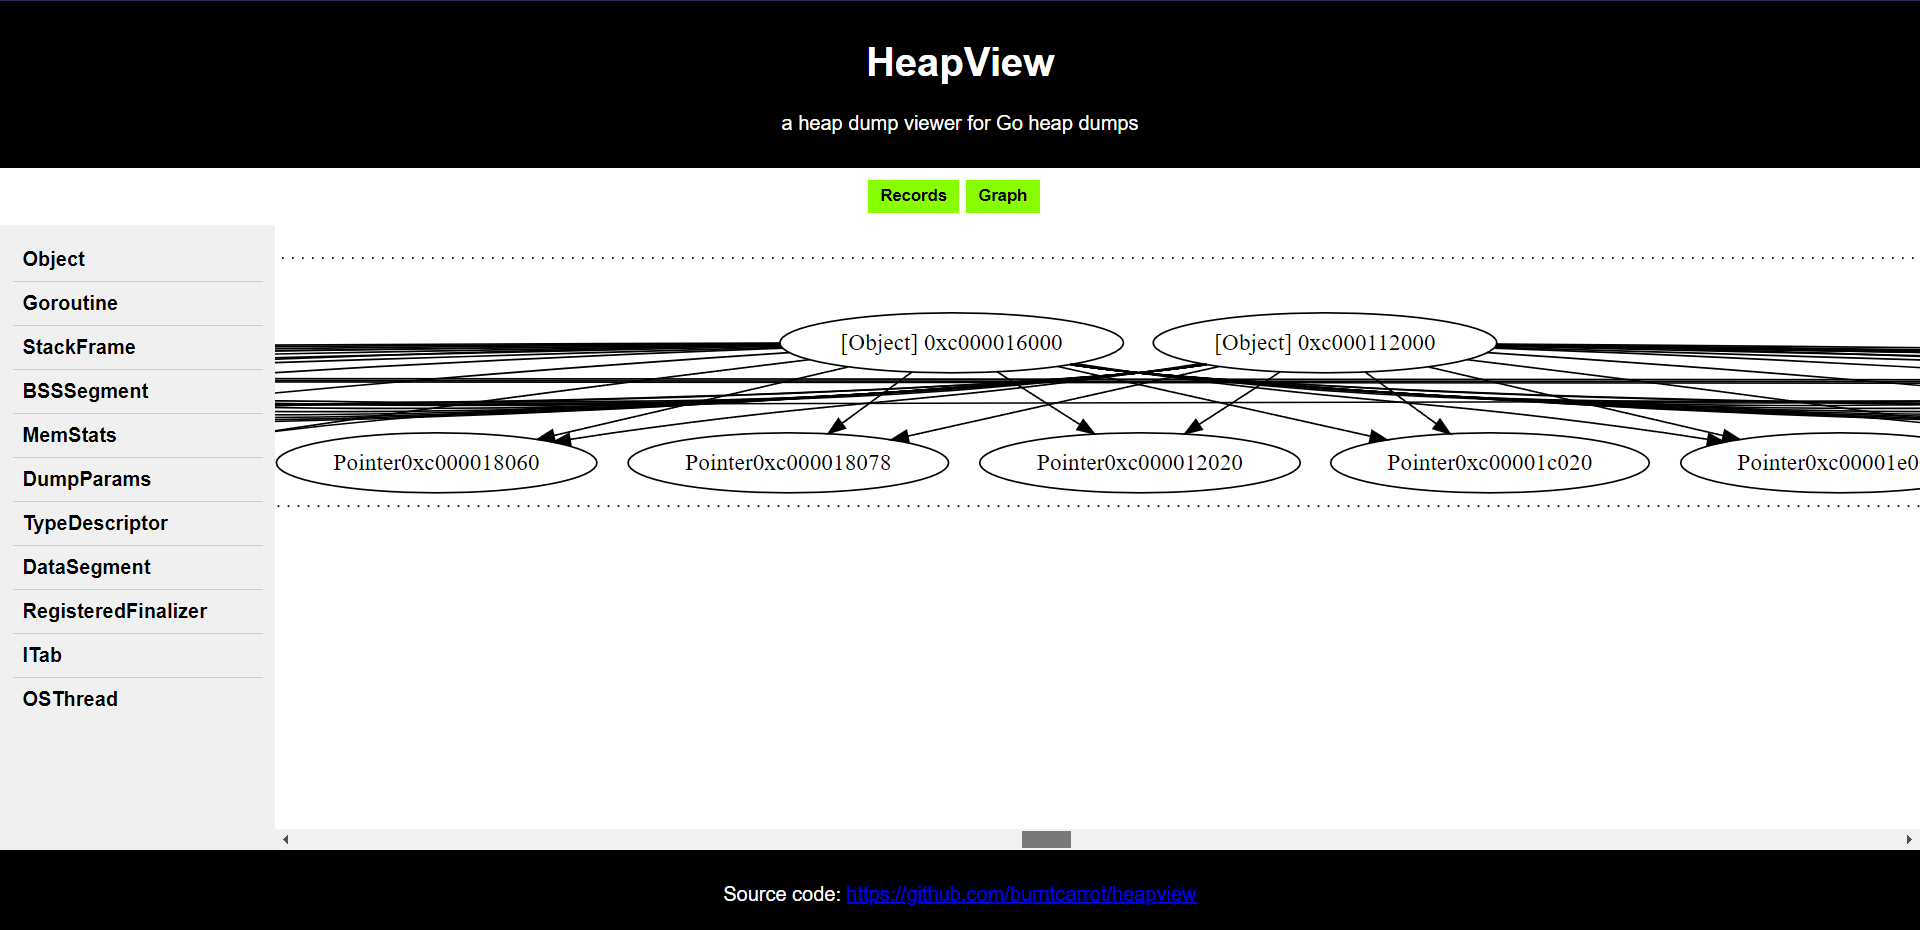 HeapView
a heap dump viewer for Go heap dumps
Records Graph
Object
Goroutine
StackFrame
BSSSegment
MemStats
DumpParams
TypeDescriptor
DataSegment
RegisteredFinalizer
ITab
OSThread
[Object] 0xc000016000 [Object] 0xc000112000
Pointer0xc000018060 Pointer0xc000018078 Pointer0xc000012020 Pointer0xc00001c020 Pointer0xc00001e0
Source code: https://github.com/burntcarrot/heapview